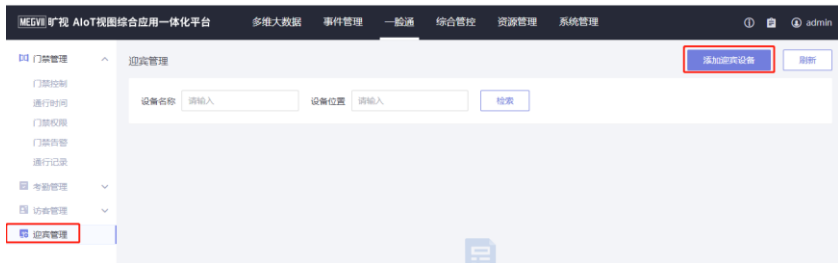 MEGVII 旷视 AIoT视图综合应用一体化平台 多维大数据 事件管理 一脸通 综合管控 资源管理 系统管理 admin
门禁管理 迎宾管理 添加迎宾设备 刷新
门禁控制
设备名称 请输入 设备位置 请输入 检索
通行时间
门禁权限
门禁告警
通行记录
考勤管理
访客管理
迎宾管理